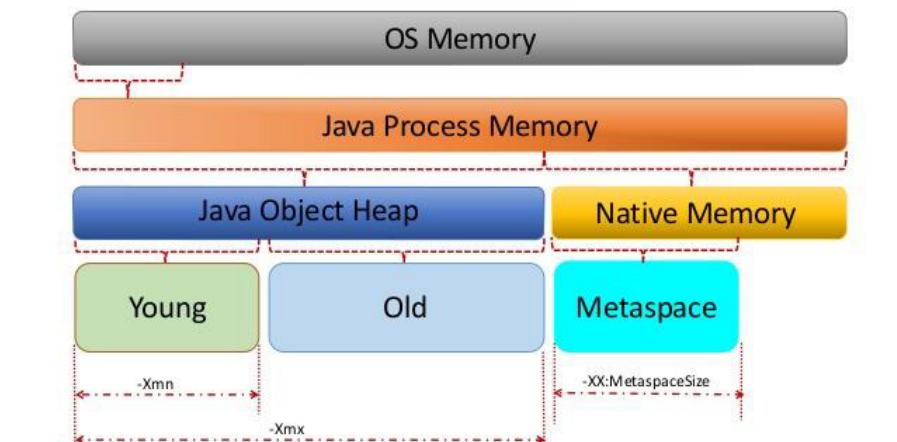 OS Memory
Java Process Memory
Java Object Heap
Native Memory
Young
Old
Metaspace
-Xmn
-XX:MetaspaceSize
-Xmx